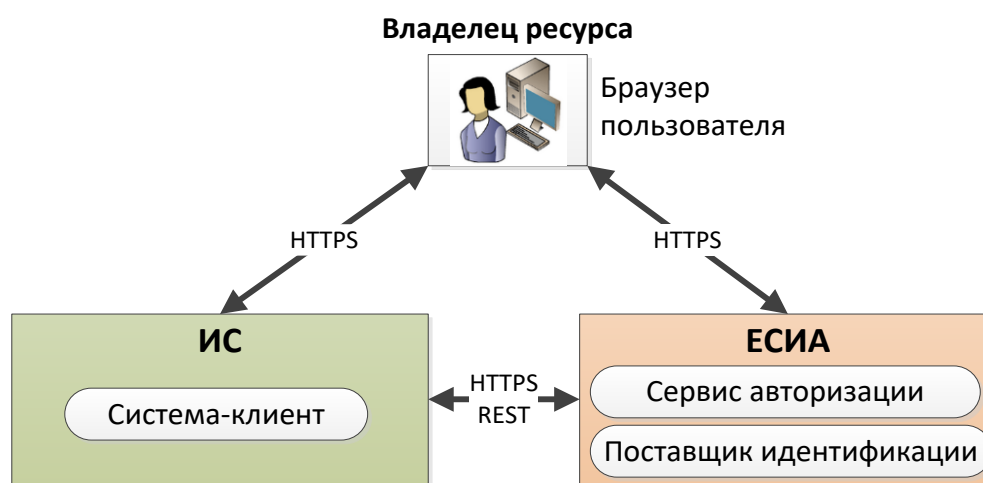 Владелец ресурса
Браузер
пользователя
HTTPS
HTTPS
ИС
Система-клиент
HTTPS
REST
ЕСИА
Сервис авторизации
Поставщик идентификации